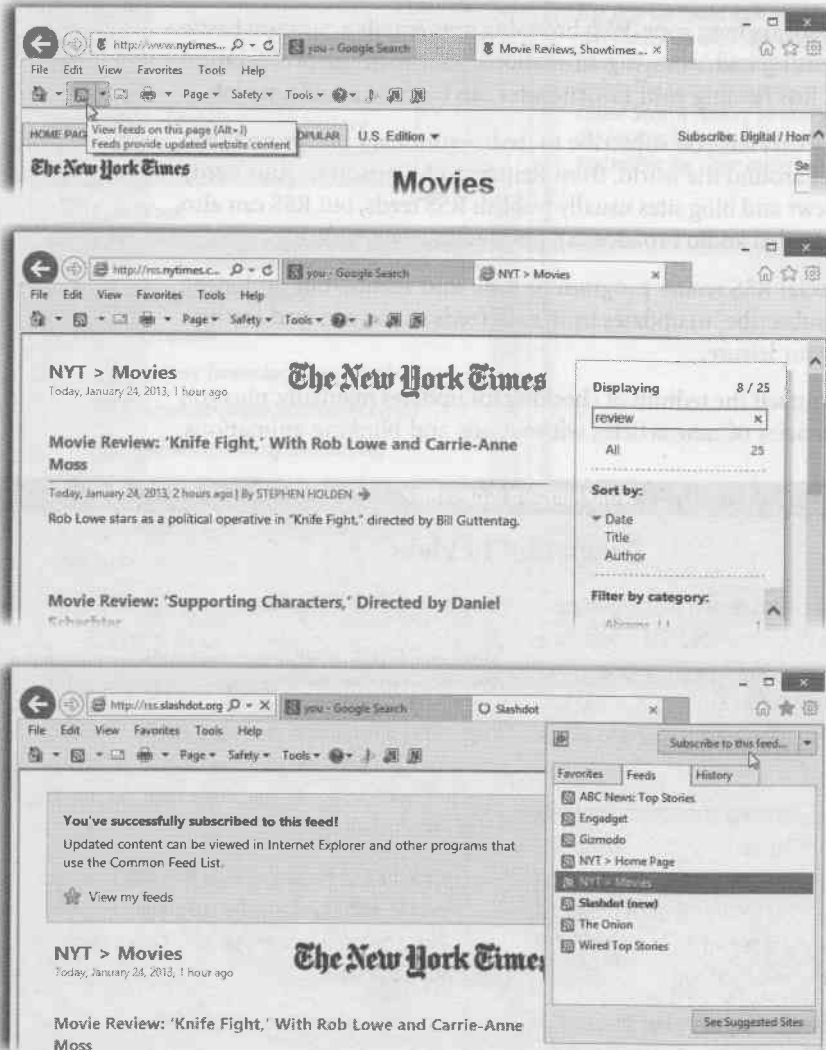 http://www.nytimes...
you - Google Search
Movie Reviews, Showtimes ...
File Edit View Favorites Tools Help
Page Safety Tools
HOME PAG
View feeds on this page (Alt+J)
Feeds provide updated website content
OPULAR
U.S. Edition
Subscribe: Digital / Hom
Se
The New York Times
Movies
http://rss.nytimes.c...
you - Google Search
NYT > Movies
File Edit View Favorites Tools Help
Page Safety Tools
NYT > Movies
Today, January 24, 2013, 1 hour ago
The New York Times
Movie Review: ‘Knife Fight,’ With Rob Lowe and Carrie-Anne
Moss
Today, January 24, 2013, 2 hours ago | By STEPHEN HOLDEN
Rob Lowe stars as a political operative in "Knife Fight," directed by Bill Guttentag.
Movie Review: ‘Supporting Characters,’ Directed by Daniel
Schechter
Displaying 8 / 25
review
All 25
Sort by:
Date
Title
Author
Filter by category:
http://rss.slashdot.org
you - Google Search
Slashdot
File Edit View Favorites Tools Help
Page Safety Tools
You've successfully subscribed to this feed!
Updated content can be viewed in Internet Explorer and other programs that
use the Common Feed List.
View my feeds
NYT > Movies
Today, January 24, 2013, 1 hour ago
The New York Times
Movie Review: ‘Knife Fight,’ With Rob Lowe and Carrie-Anne
Moss
Subscribe to this feed...
Favorites Feeds History
ABC News: Top Stories
Engadget
Gizmodo
NYT > Home Page
NYT > Movies
Slashdot (new)
The Onion
Wired Top Stories
See Suggested Sites